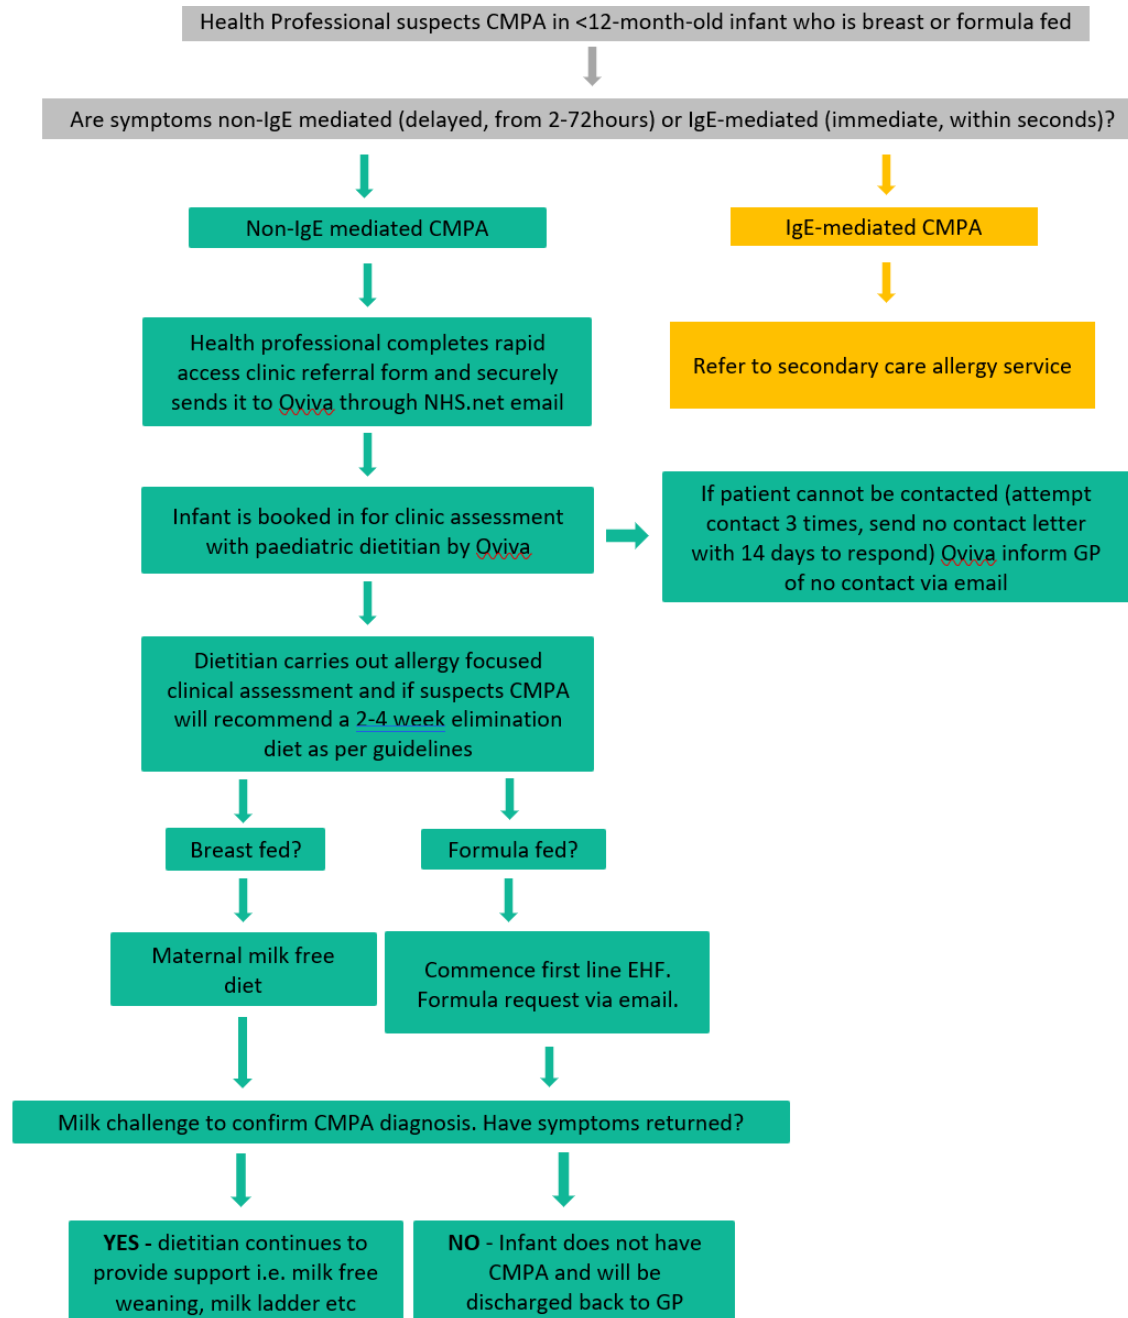 Health Professional suspects CMPA in <12-month-old infant who is breast or formula fed
Are symptoms non-IgE mediated (delayed, from 2-72hours) or IgE-mediated (immediate, within seconds)?
Non-IgE mediated CMPA
IgE-mediated CMPA
Health professional completes rapid
access clinic referral form and securely
sends it to Oviva through NHS.net email
Refer to secondary care allergy service
Infant is booked in for clinic assessment
with paediatric dietitian by Oviva
If patient cannot be contacted (attempt
contact 3 times, send no contact letter
with 14 days to respond) Oviva inform GP
of no contact via email
Dietitian carries out allergy focused
clinical assessment and if suspects CMPA
will recommend a 2-4 week elimination
diet as per guidelines
Breast fed?
Formula fed?
Maternal milk free
diet
Commence first line EHF.
Formula request via email.
Milk challenge to confirm CMPA diagnosis. Have symptoms returned?
YES - dietitian continues to
provide support i.e. milk free
weaning, milk ladder etc
NO - Infant does not have
CMPA and will be
discharged back to GP